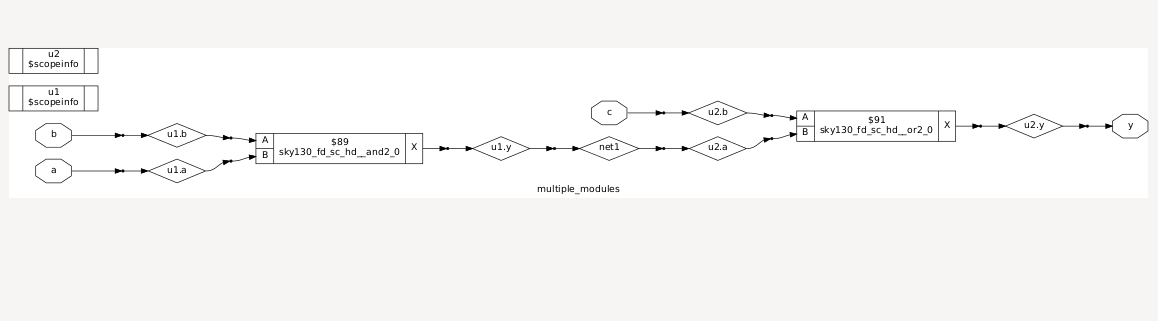 u2
$scopeinfo
u1
$scopeinfo
b
u1.b
a
u1.a
A
B
$89
sky130_fd_sc_hd__and2_0
X
u1.y
net1
c
u2.b
u2.a
A
B
$91
sky130_fd_sc_hd__or2_0
X
u2.y
y
multiple_modules